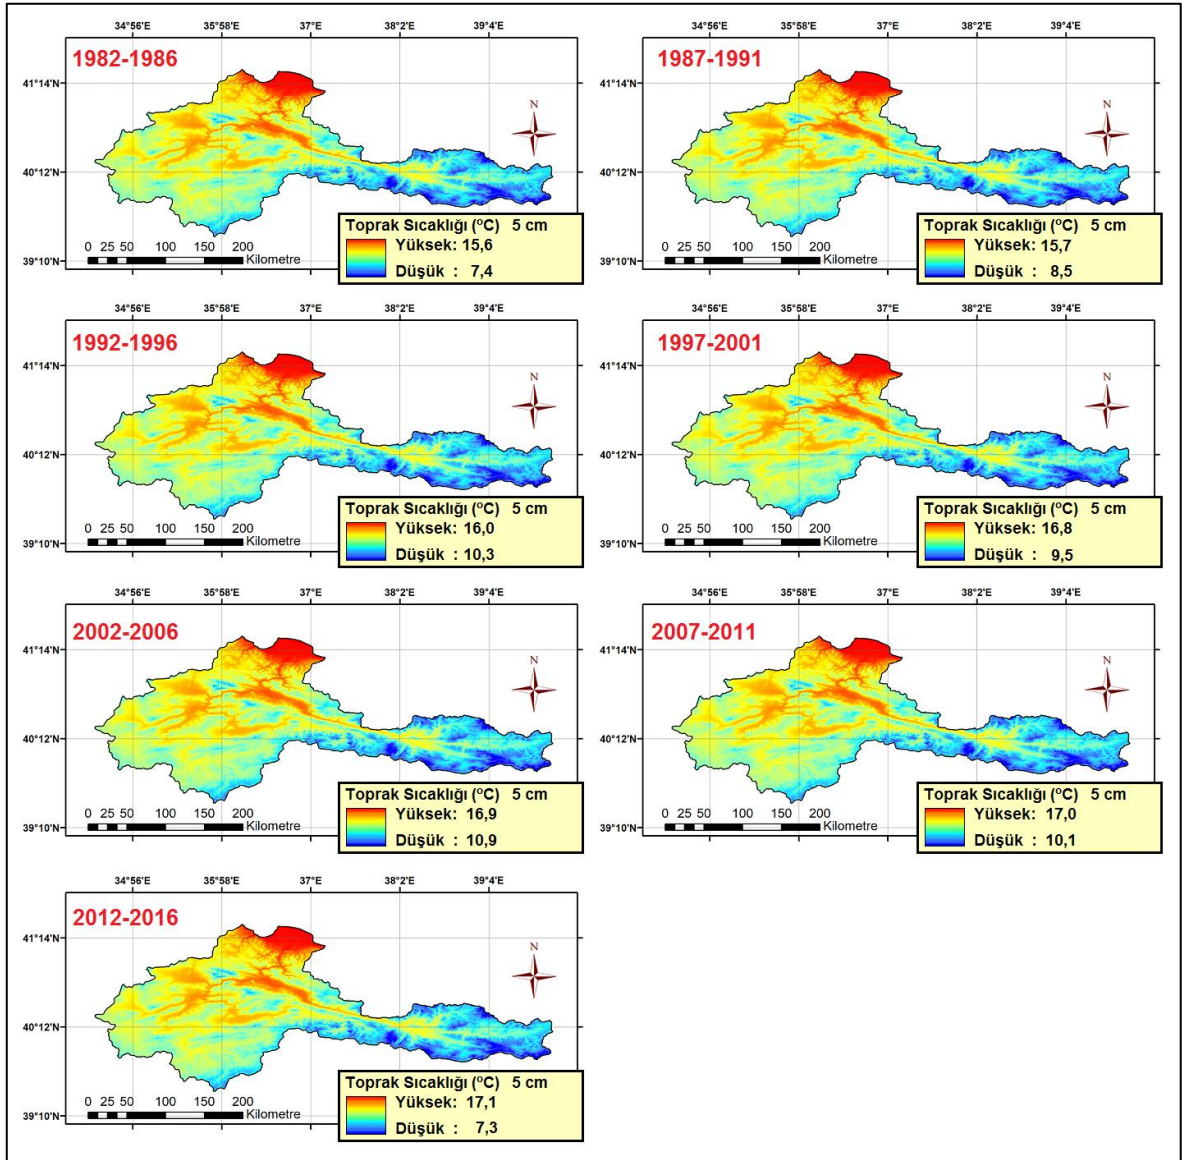 34°56'E 35°58'E 37°E 38°2'E 39°4'E
1982-1986
41°14'N
N
40°12'N
Toprak Sıcaklığı (°C) 5 cm
0 25 50 100 150 200
Kilometre
Yüksek: 15,6
39°10'N
Düşük : 7,4
34°56'E 35°58'E 37°E 38°2'E 39°4'E
1987-1991
41°14'N
N
40°12'N
Toprak Sıcaklığı (°C) 5 cm
0 25 50 100 150 200
Kilometre
Yüksek: 15,7
39°10'N
Düşük : 8,5
34°56'E 35°58'E 37°E 38°2'E 39°4'E
1992-1996
41°14'N
N
40°12'N
Toprak Sıcaklığı (°C) 5 cm
0 25 50 100 150 200
Kilometre
Yüksek: 16,0
39°10'N
Düşük : 10,3
34°56'E 35°58'E 37°E 38°2'E 39°4'E
1997-2001
41°14'N
N
40°12'N
Toprak Sıcaklığı (°C) 5 cm
0 25 50 100 150 200
Kilometre
Yüksek: 16,8
39°10'N
Düşük : 9,5
34°56'E 35°58'E 37°E 38°2'E 39°4'E
2002-2006
41°14'N
N
40°12'N
Toprak Sıcaklığı (°C) 5 cm
0 25 50 100 150 200
Kilometre
Yüksek: 16,9
39°10'N
Düşük : 10,9
34°56'E 35°58'E 37°E 38°2'E 39°4'E
2007-2011
41°14'N
N
40°12'N
Toprak Sıcaklığı (°C) 5 cm
0 25 50 100 150 200
Kilometre
Yüksek: 17,0
39°10'N
Düşük : 10,1
34°56'E 35°58'E 37°E 38°2'E 39°4'E
2012-2016
41°14'N
N
40°12'N
Toprak Sıcaklığı (°C) 5 cm
0 25 50 100 150 200
Kilometre
Yüksek: 17,1
39°10'N
Düşük : 7,3